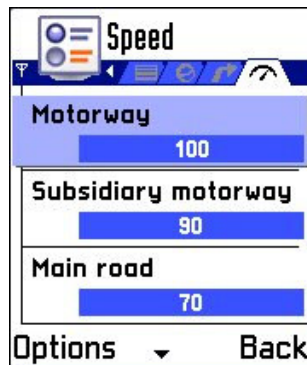 Speed
Motorway
100
Subsidiary motorway
90
Main road
70
Options Back